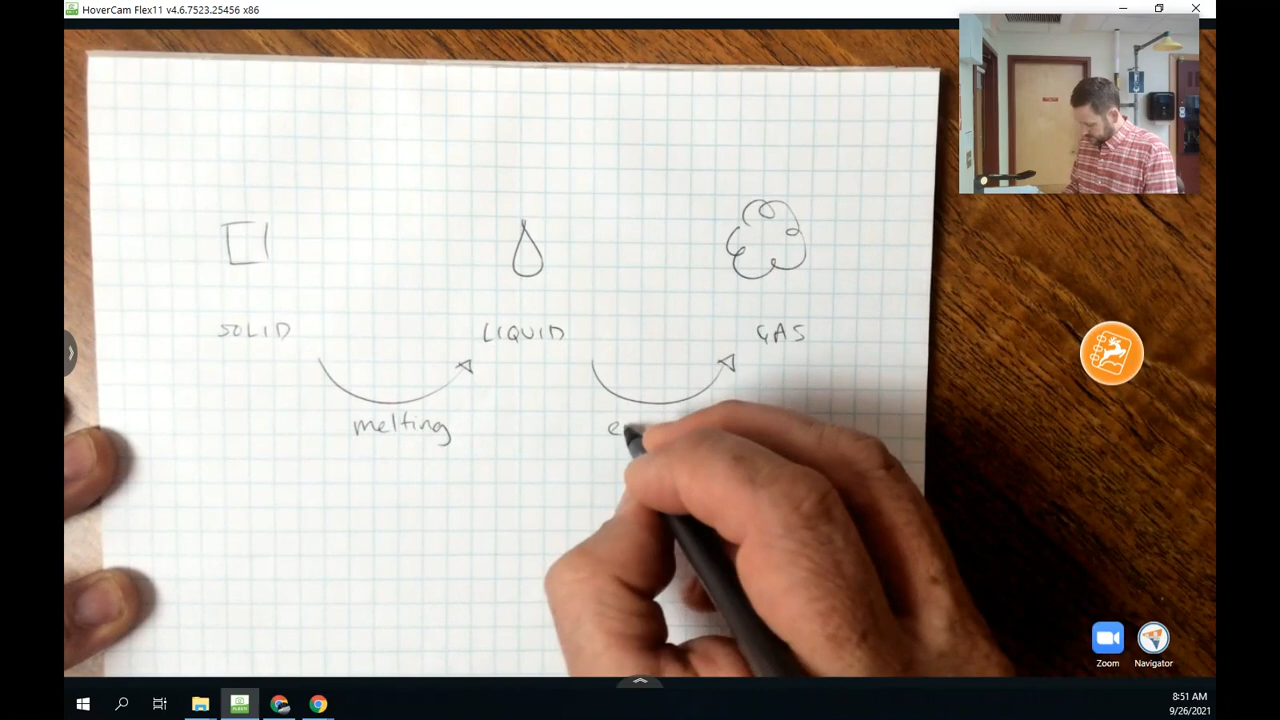 HoverCam Flex11 v4.6.7523.25456 x86
SOLID LIQUID GAS
melting e
Zoom Navigator
8:51 AM
9/26/2021